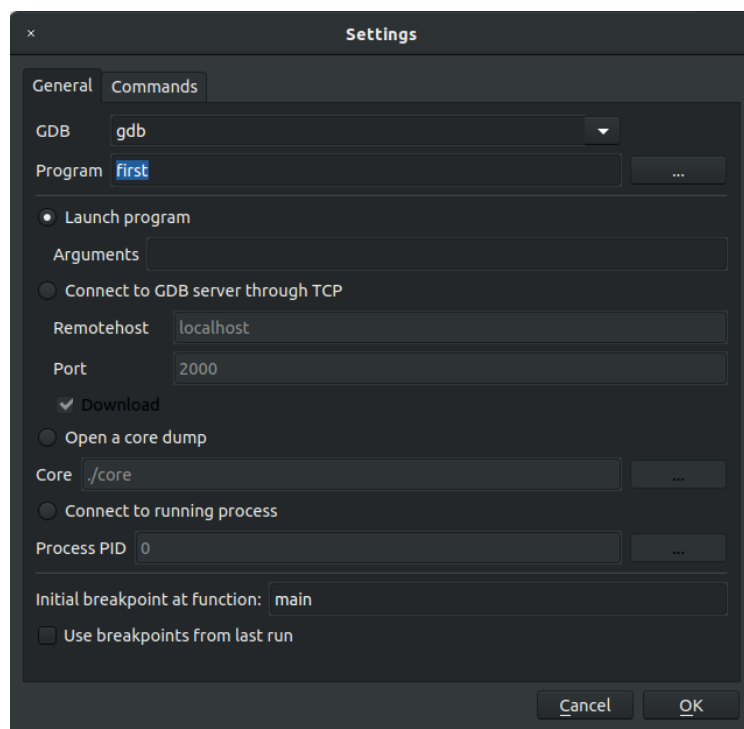 × Settings
General Commands
GDB gdb
Program first ...
Launch program
Arguments
Connect to GDB server through TCP
Remotehost localhost
Port 2000
Download
Open a core dump
Core ./core ...
Connect to running process
Process PID 0 ...
Initial breakpoint at function: main
Use breakpoints from last run
Cancel OK